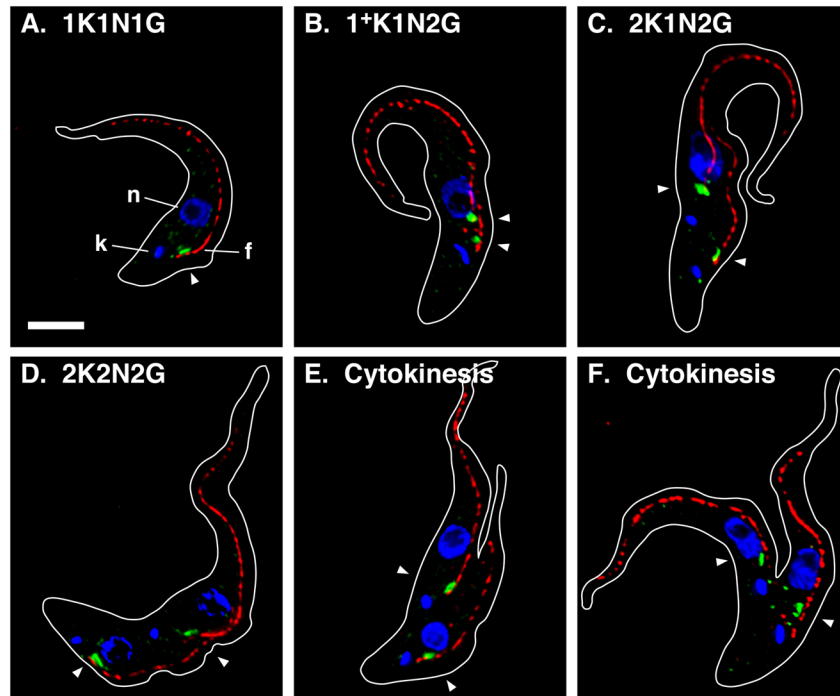 A. 1K1N1G
B. 1⁺K1N2G
C. 2K1N2G
n
k
f
D. 2K2N2G
E. Cytokinesis
F. Cytokinesis